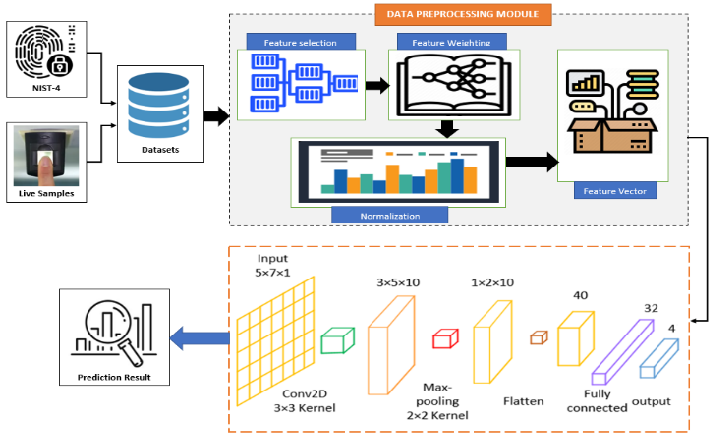 DATA PREPROCESSING MODULE
Feature selection
Feature Weighting
NIST-4
Datasets
Live Samples
Normalization
Feature Vector
Input
5×7×1
3×5×10
1×2×10
40
32
4
Conv2D
3×3 Kernel
Max-
pooling
2×2 Kernel
Flatten
Fully
connected
output
Prediction Result